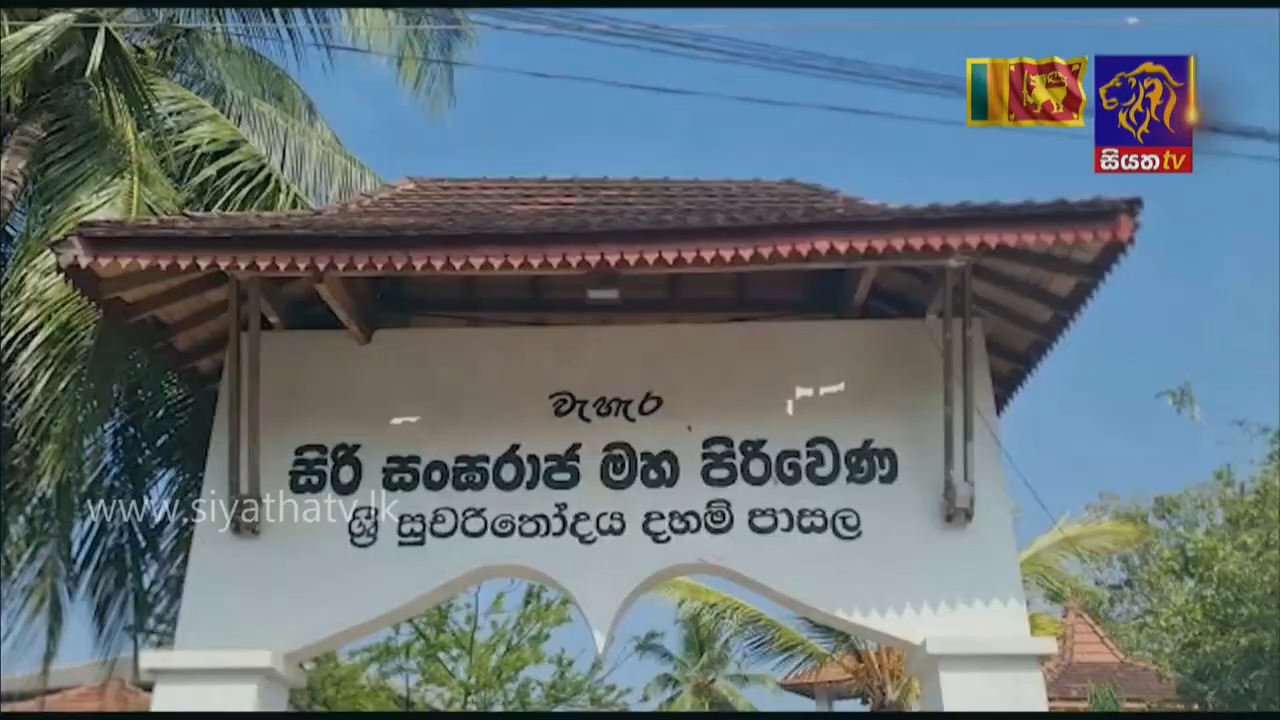 සියත tv
වැහැර
සිරි සංඝරාජ මහ පිරිවෙණ
www.siyathatv.lk
ශ්‍රී සුචරිතෝදය දහම් පාසල